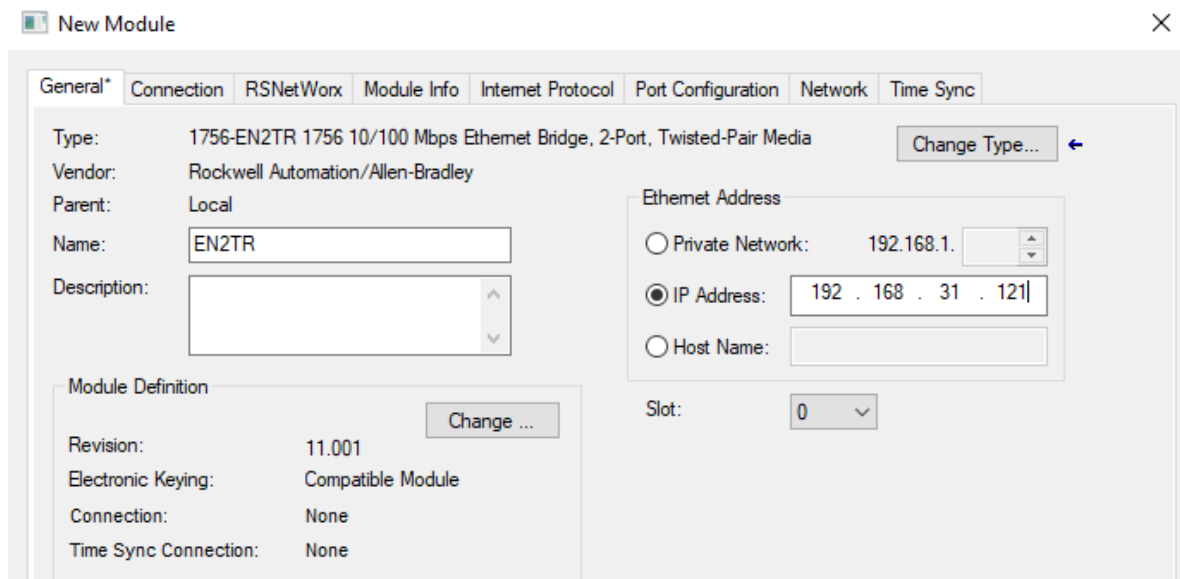 New Module
General* Connection RSNetWorx Module Info Internet Protocol Port Configuration Network Time Sync
Type: 1756-EN2TR 1756 10/100 Mbps Ethernet Bridge, 2-Port, Twisted-Pair Media
Change Type...
Vendor: Rockwell Automation/Allen-Bradley
Parent: Local
Name: EN2TR
Description:
Ethernet Address
Private Network: 192.168.1.
IP Address: 192 . 168 . 31 . 121
Host Name:
Module Definition
Change ...
Revision: 11.001
Electronic Keying: Compatible Module
Connection: None
Time Sync Connection: None
Slot: 0